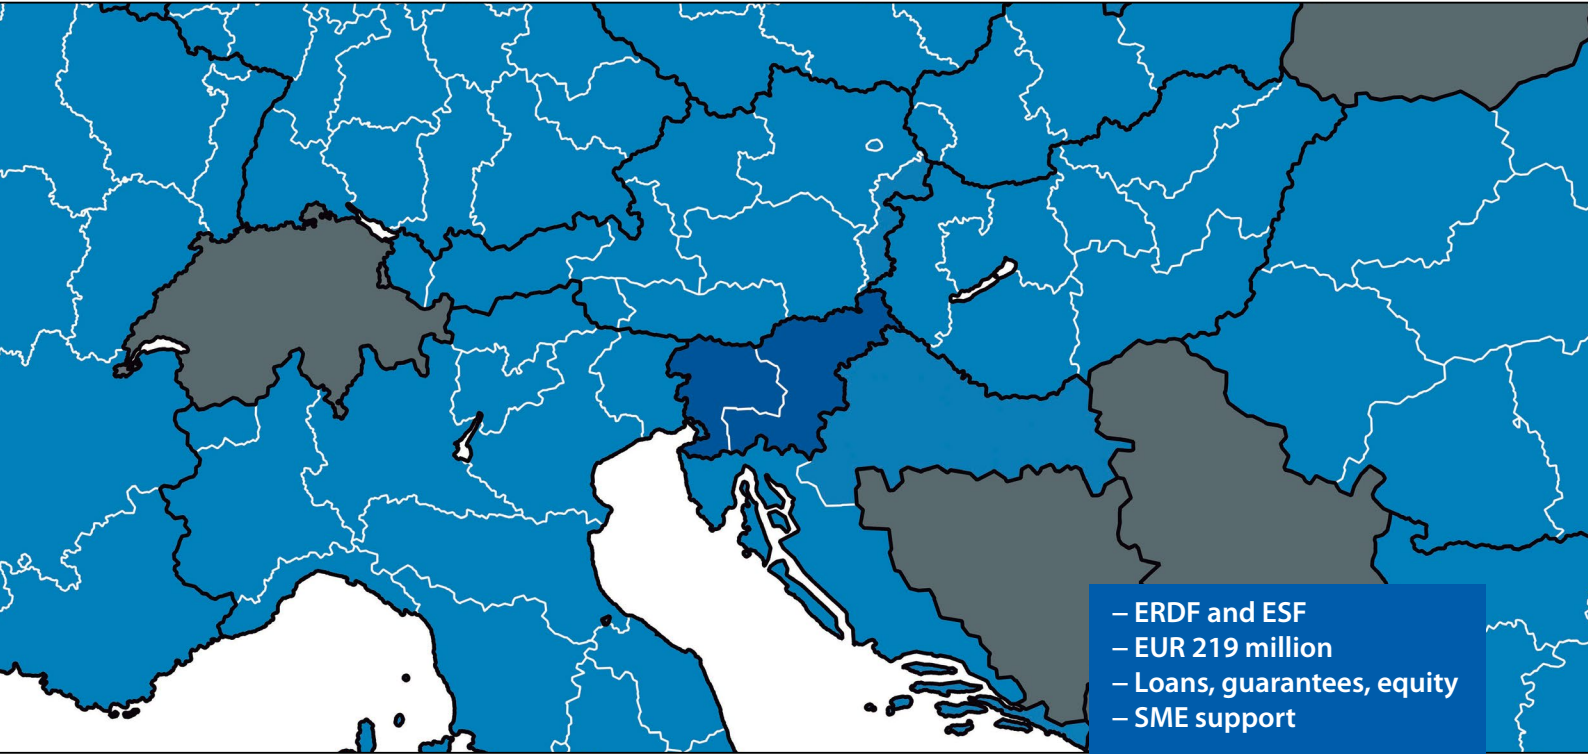 – ERDF and ESF
– EUR 219 million
– Loans, guarantees, equity
– SME support